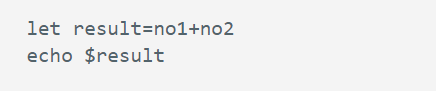 let result=no1+no2
echo $result